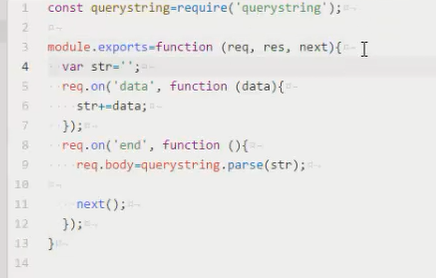 1 const querystring=require('querystring');
2
3 module.exports=function (req, res, next){
4 var str='';
5 req.on('data', function (data){
6 str+=data;
7 });
8 req.on('end', function (){
9 req.body=querystring.parse(str);
10
11 next();
12 });
13 }
14